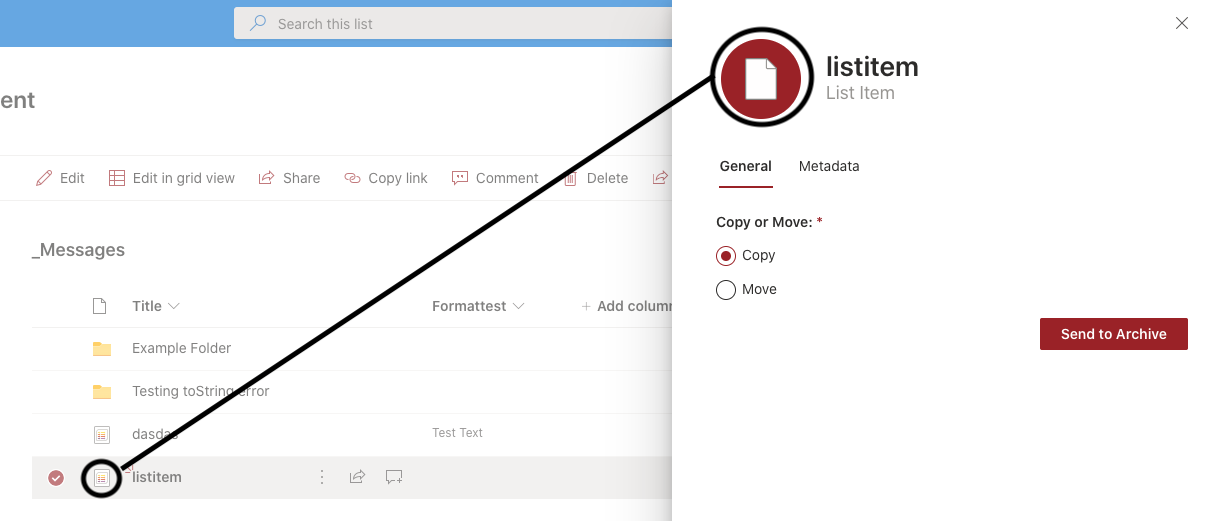 Search this list
ent
Edit
Edit in grid view
Share
Copy link
Comment
Delete
_Messages
Title
Formattest
+ Add colum
Example Folder
Testing toString error
dasdas
Test Text
listitem
listitem
List Item
General
Metadata
Copy or Move: *
Copy
Move
Send to Archive